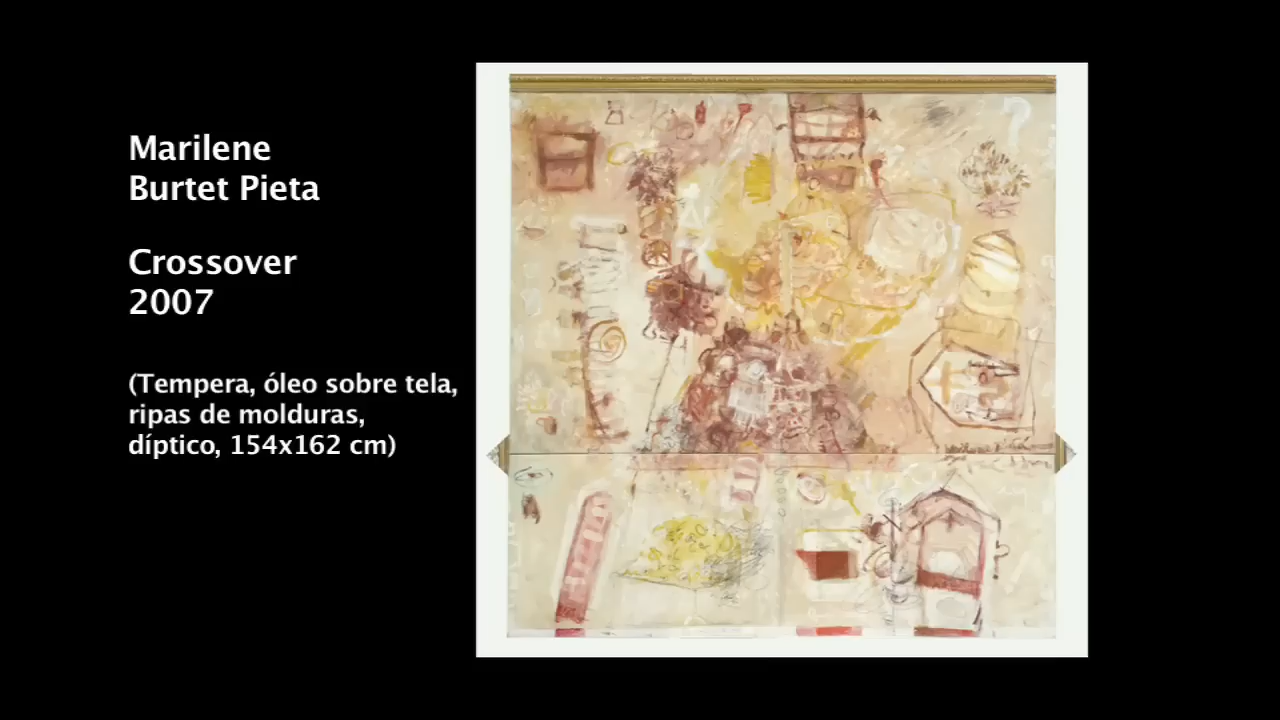 Marilene
Burtet Pieta
Crossover
2007
(Tempera, óleo sobre tela,
ripas de molduras,
díptico, 154x162 cm)